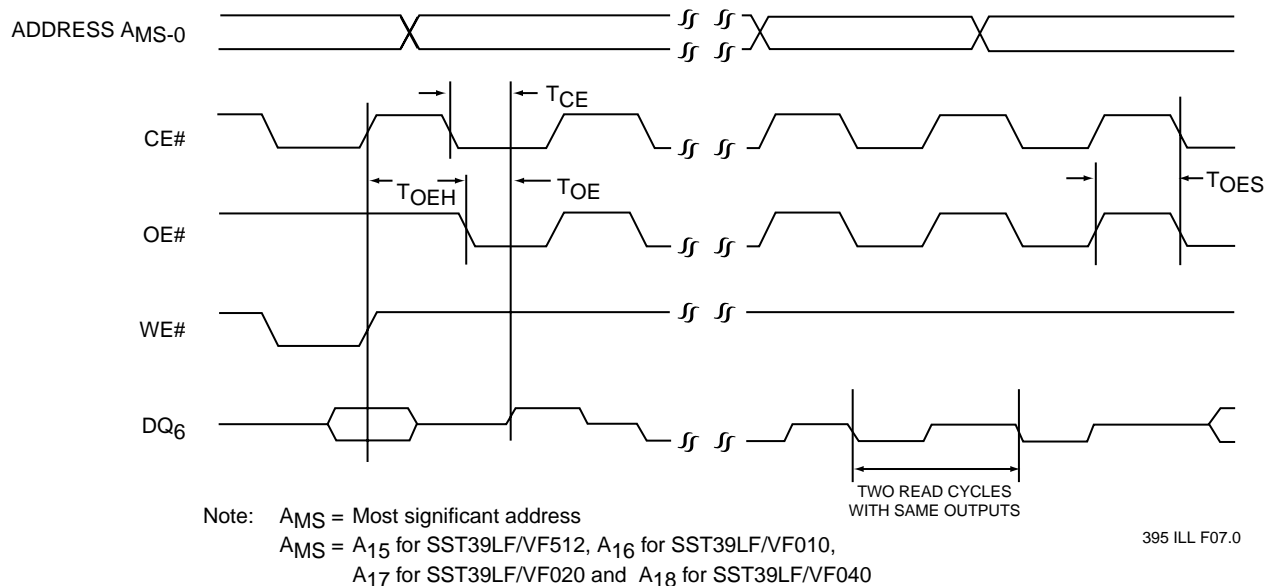 ADDRESS AMS-0
TCE
CE#
TOEH
TOE
TOES
OE#
WE#
DQ6
TWO READ CYCLES
WITH SAME OUTPUTS
Note: AMS = Most significant address
AMS = A15 for SST39LF/VF512, A16 for SST39LF/VF010,
A17 for SST39LF/VF020 and A18 for SST39LF/VF040
395 ILL F07.0